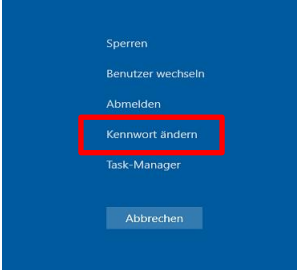 Sperren
Benutzer wechseln
Abmelden
Kennwort ändern
Task-Manager
Abbrechen